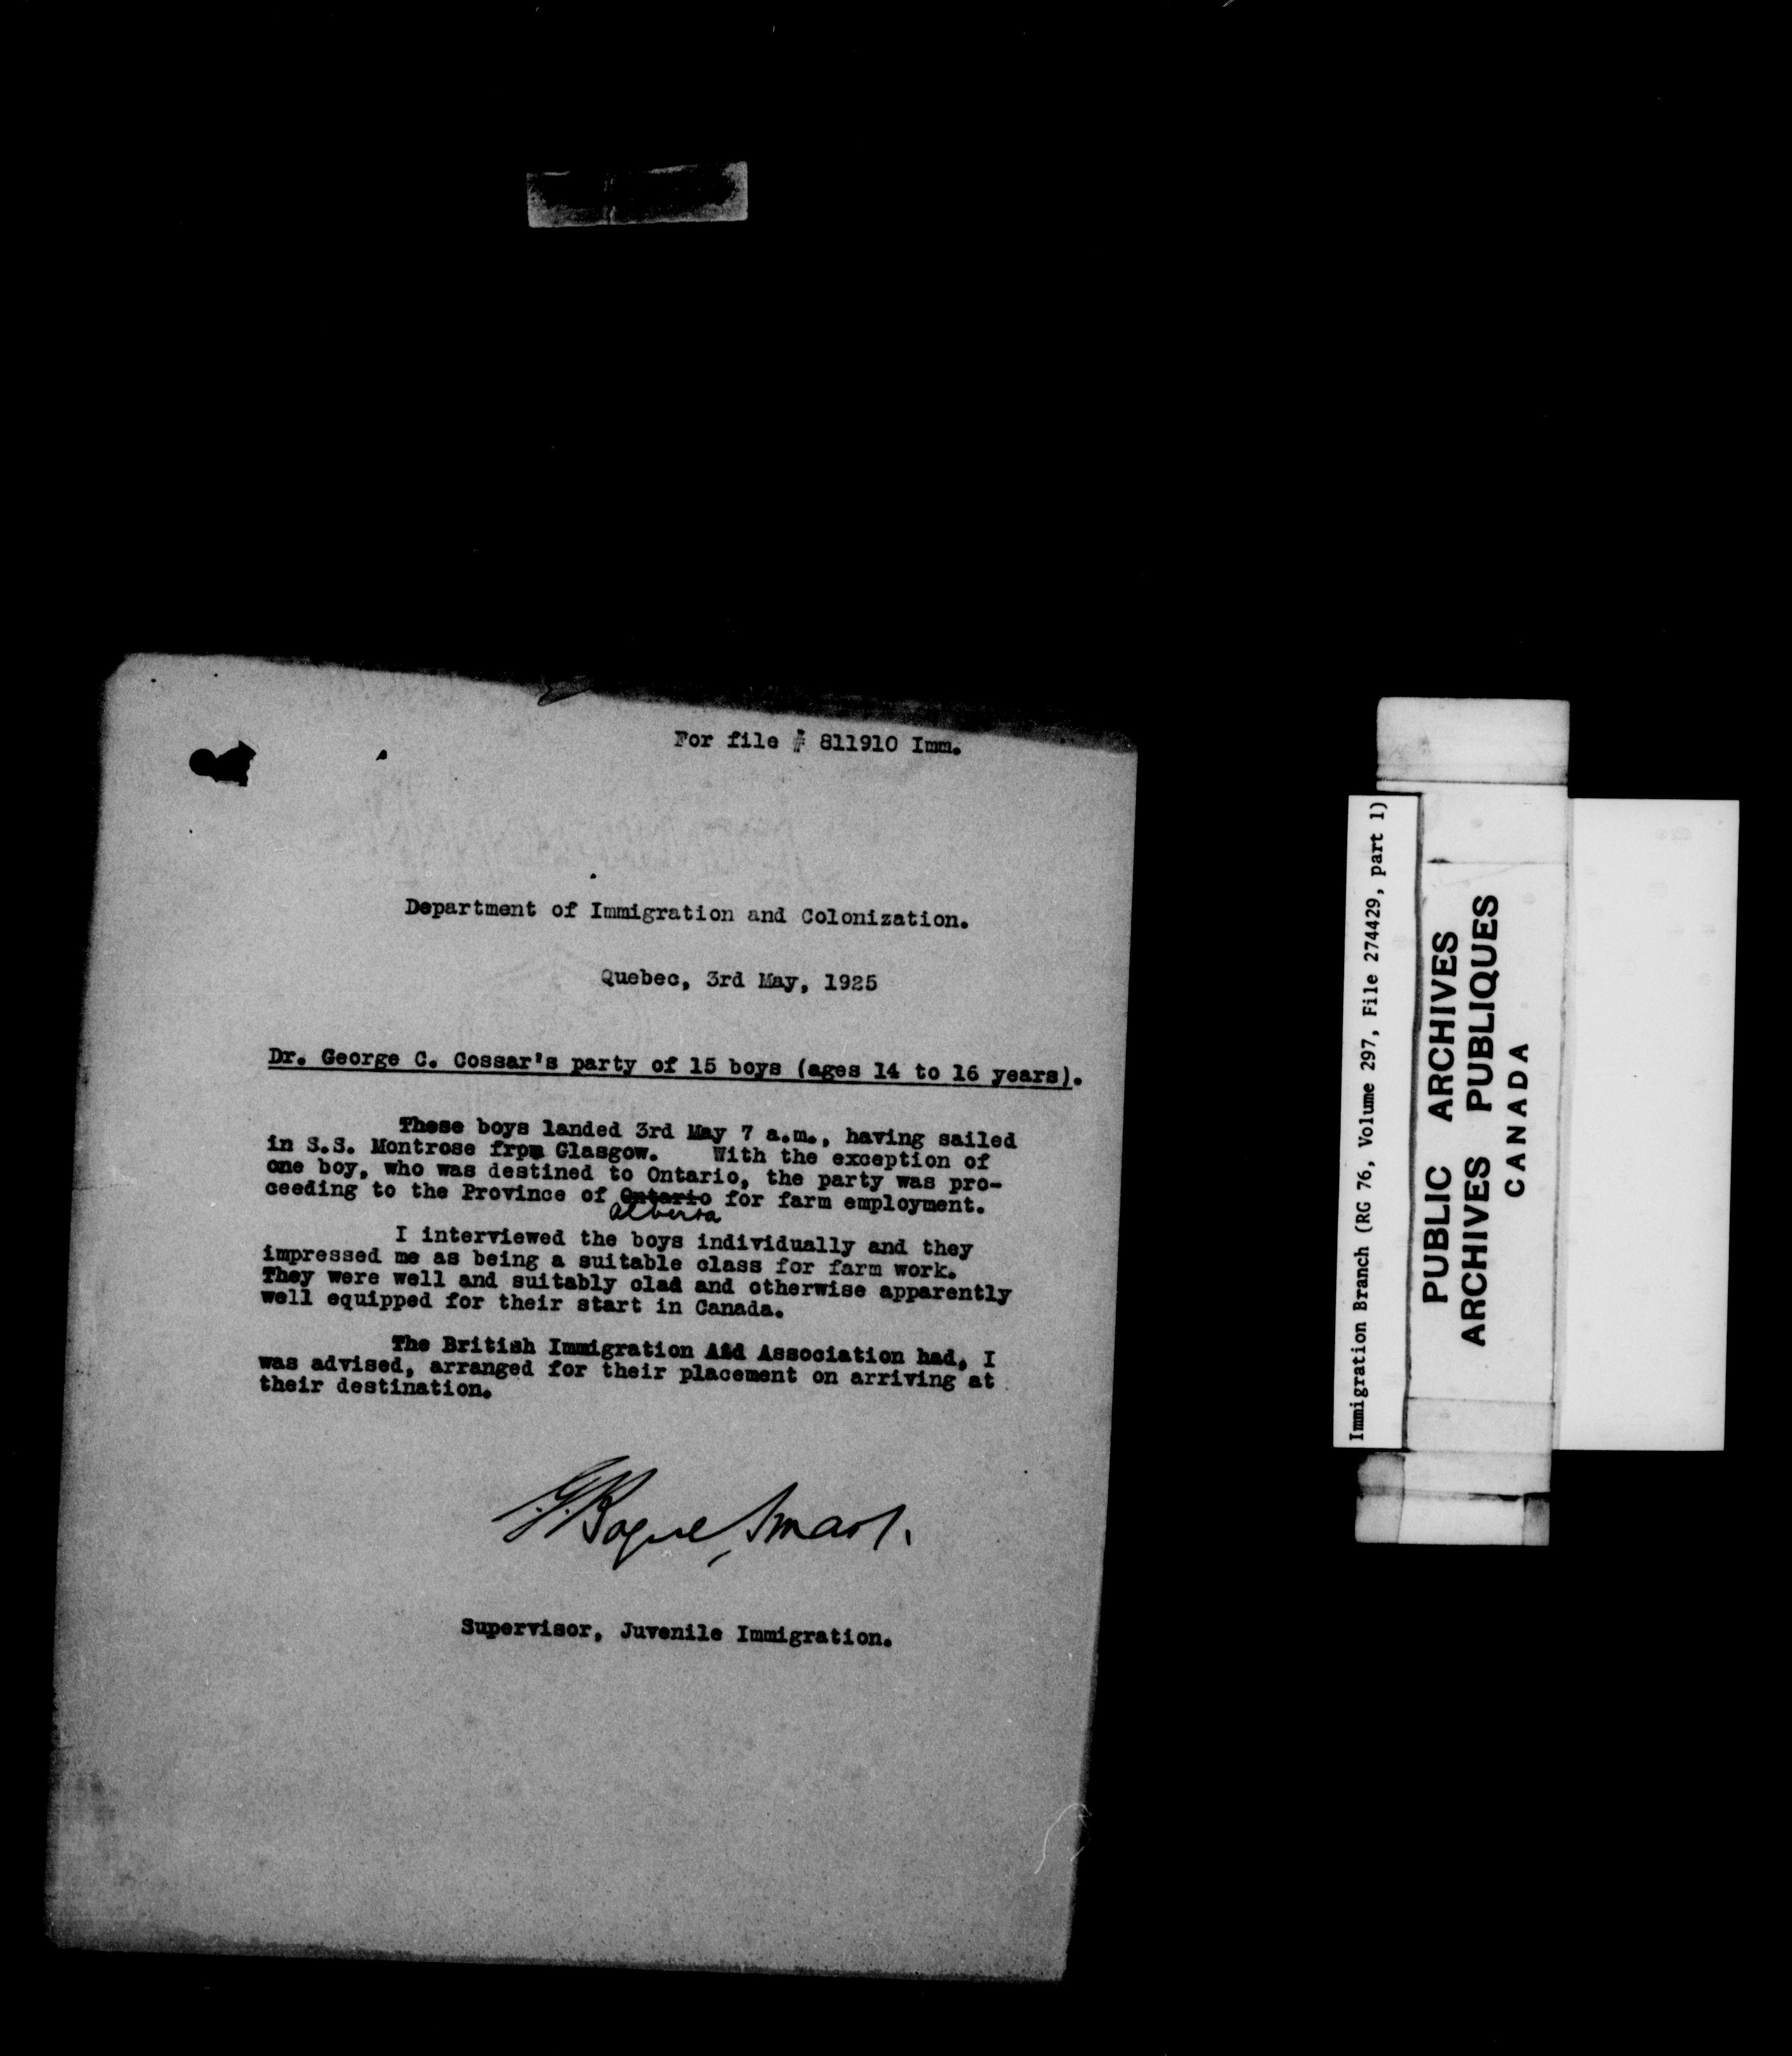 For file # 811910 Imm.
Department of Immigration and Colonization.
Quebec, 3rd May, 1925
Dr. George C. Cossar's party of 15 boys (ages 14 to 16 years).
These boys landed 3rd May 7 a.m., having sailed
in S.S. Montrose from Glasgow. With the exception of
one boy, who was destined to Ontario, the party was pro-
ceeding to the Province of Ontario for farm employment.
Alberta
I interviewed the boys individually and they
impressed me as being a suitable class for farm work.
They were well and suitably clad and otherwise apparently
well equipped for their start in Canada.
The British Immigration Aid Association had, I
was advised, arranged for their placement on arriving at
their destination.
G. Bogue Smart.
Supervisor, Juvenile Immigration.
Immigration Branch (RG 76, Volume 297, File 274429, part 1)
PUBLIC ARCHIVES
ARCHIVES PUBLIQUES
CANADA